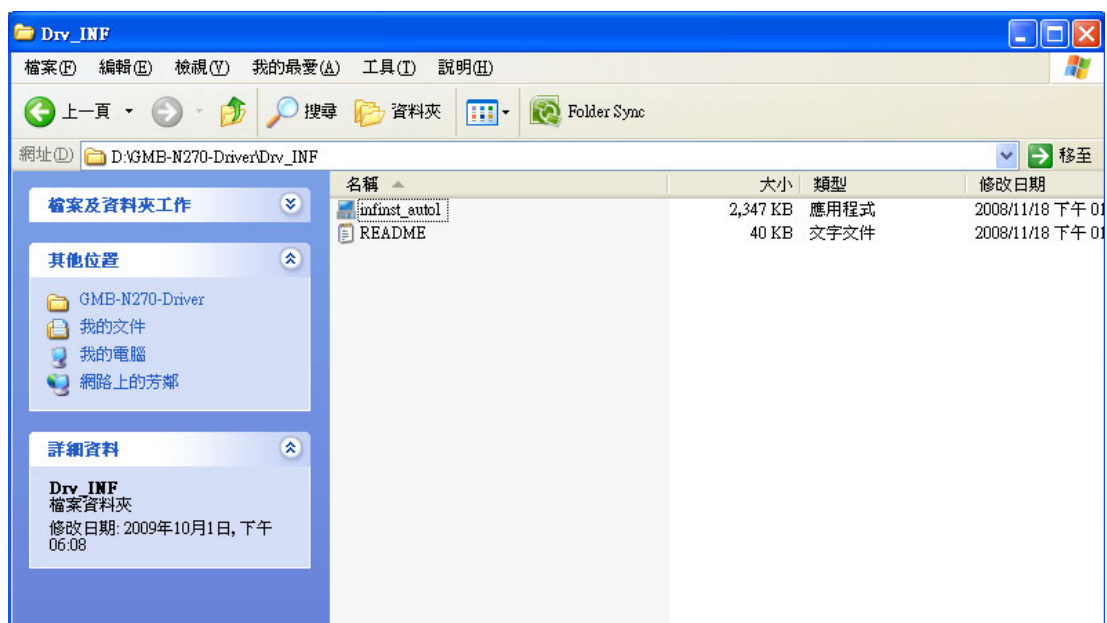 Drv_INF
檔案(F) 編輯(E) 檢視(V) 我的最愛(A) 工具(T) 說明(H)
上一頁 搜尋 資料夾 Folder Sync
網址(D) D:\GMB-N270-Driver\Drv_INF 移至
名稱 大小 類型 修改日期
infinst_autol 2,347 KB 應用程式 2008/11/18 下午 01
README 40 KB 文字文件 2008/11/18 下午 01
檔案及資料夾工作
其他位置
GMB-N270-Driver
我的文件
我的電腦
網路上的芳鄰
詳細資料
Drv_INF
檔案資料夾
修改日期: 2009年10月1日, 下午
06:08